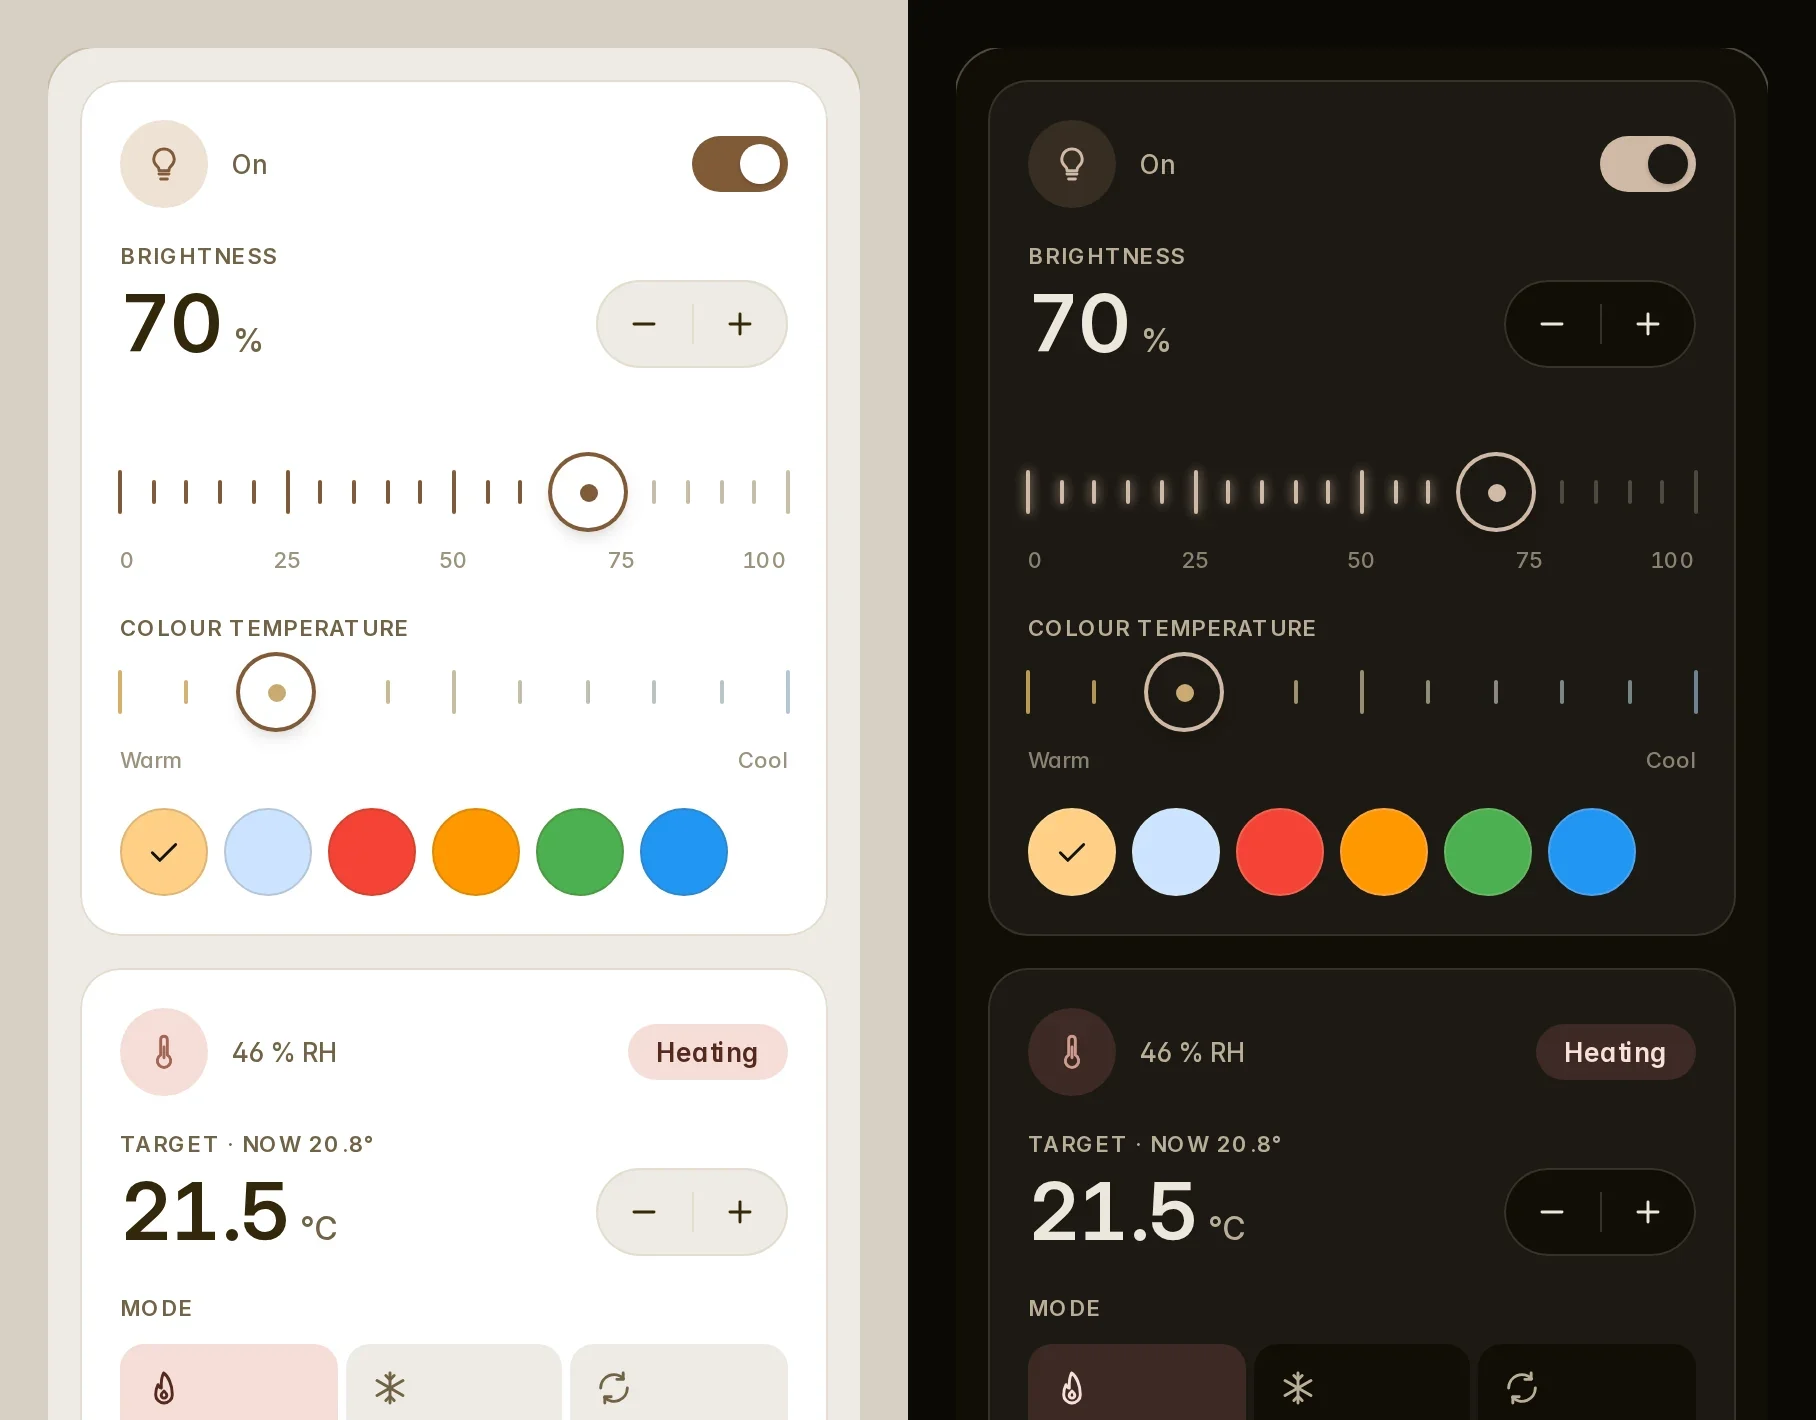 On
BRIGHTNESS
70 %
0 25 50 75 100
COLOUR TEMPERATURE
Warm Cool
46 % RH Heating
TARGET · NOW 20.8°
21.5 °C
MODE
On
BRIGHTNESS
70 %
0 25 50 75 100
COLOUR TEMPERATURE
Warm Cool
46 % RH Heating
TARGET · NOW 20.8°
21.5 °C
MODE